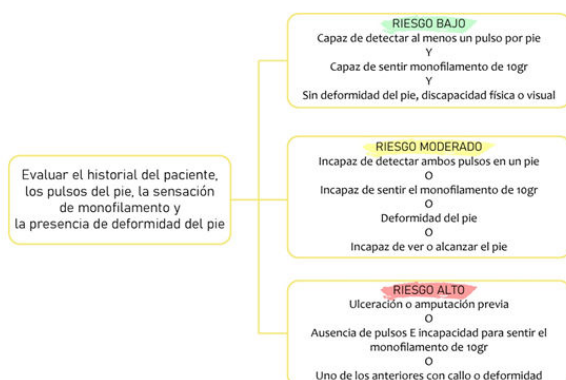 Evaluar el historial del paciente,
los pulsos del pie, la sensación
de monofilamento y
la presencia de deformidad del pie
RIESGO BAJO
Capaz de detectar al menos un pulso por pie
Y
Capaz de sentir monofilamento de 10gr
Y
Sin deformidad del pie, discapacidad física o visual
RIESGO MODERADO
Incapaz de detectar ambos pulsos en un pie
O
Incapaz de sentir el monofilamento de 10gr
O
Deformidad del pie
O
Incapaz de ver o alcanzar el pie
RIESGO ALTO
Ulceración o amputación previa
O
Ausencia de pulsos E incapacidad para sentir el
monofilamento de 10gr
O
Uno de los anteriores con callo o deformidad